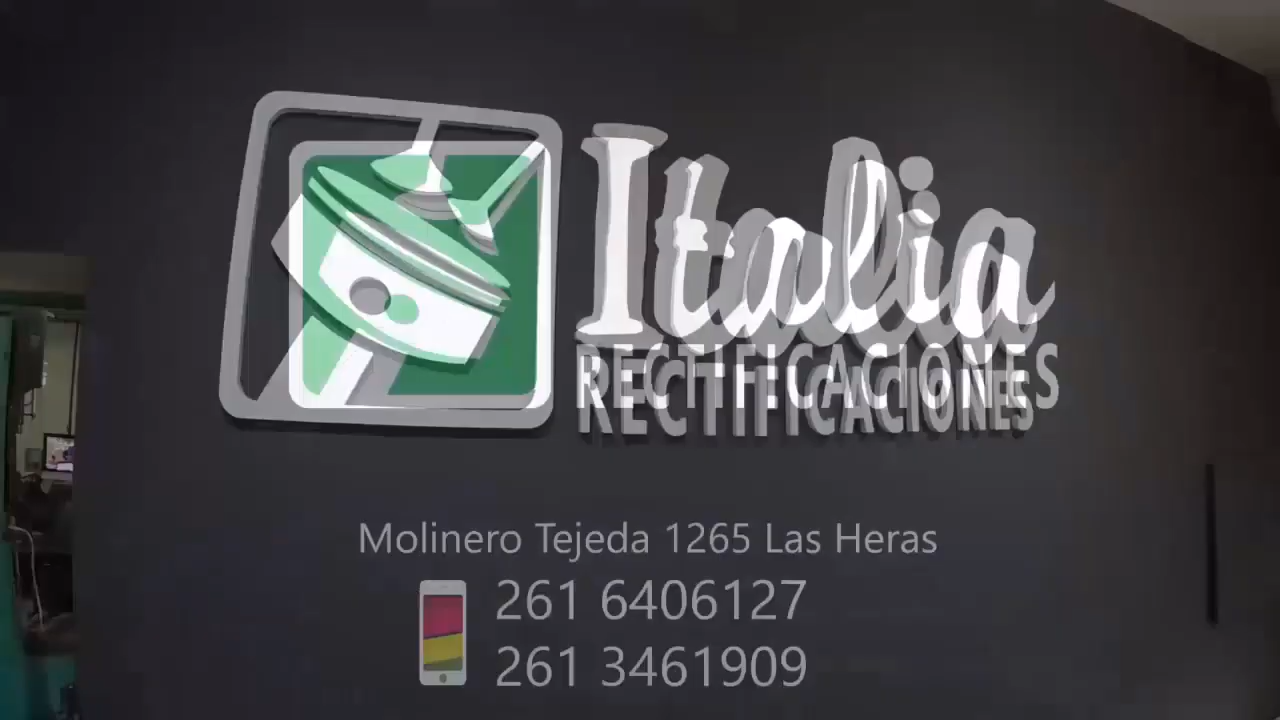 Italia
RECTIFICACIONES
Molinero Tejeda 1265 Las Heras
261 6406127
261 3461909